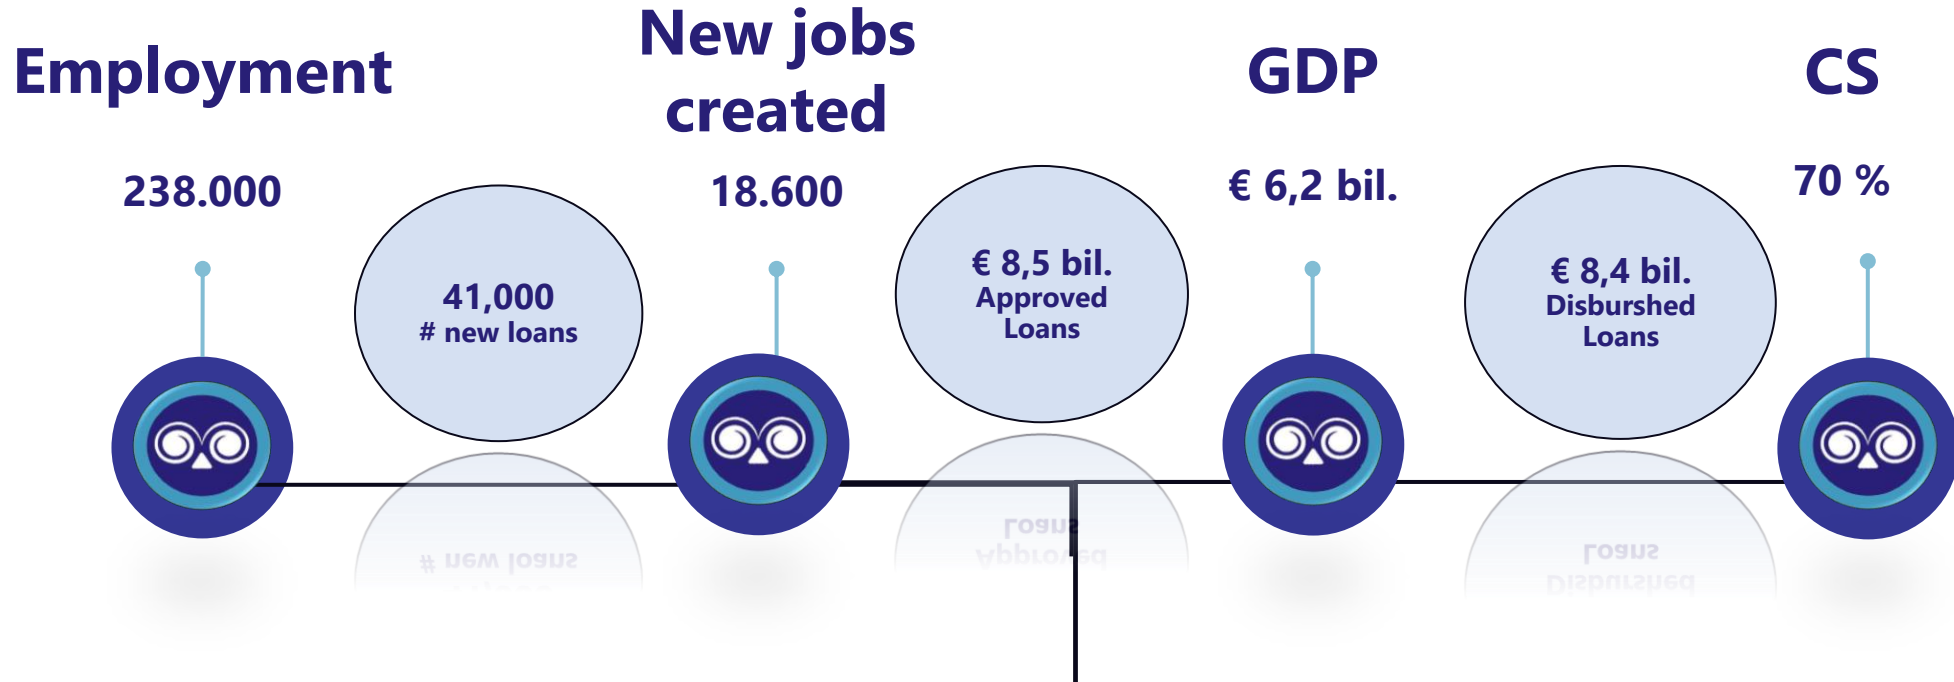 Employment
238.000
41,000
# new loans
New jobs
created
18.600
€ 8,5 bil.
Approved
Loans
GDP
€ 6,2 bil.
€ 8,4 bil.
Disburshed
Loans
CS
70 %